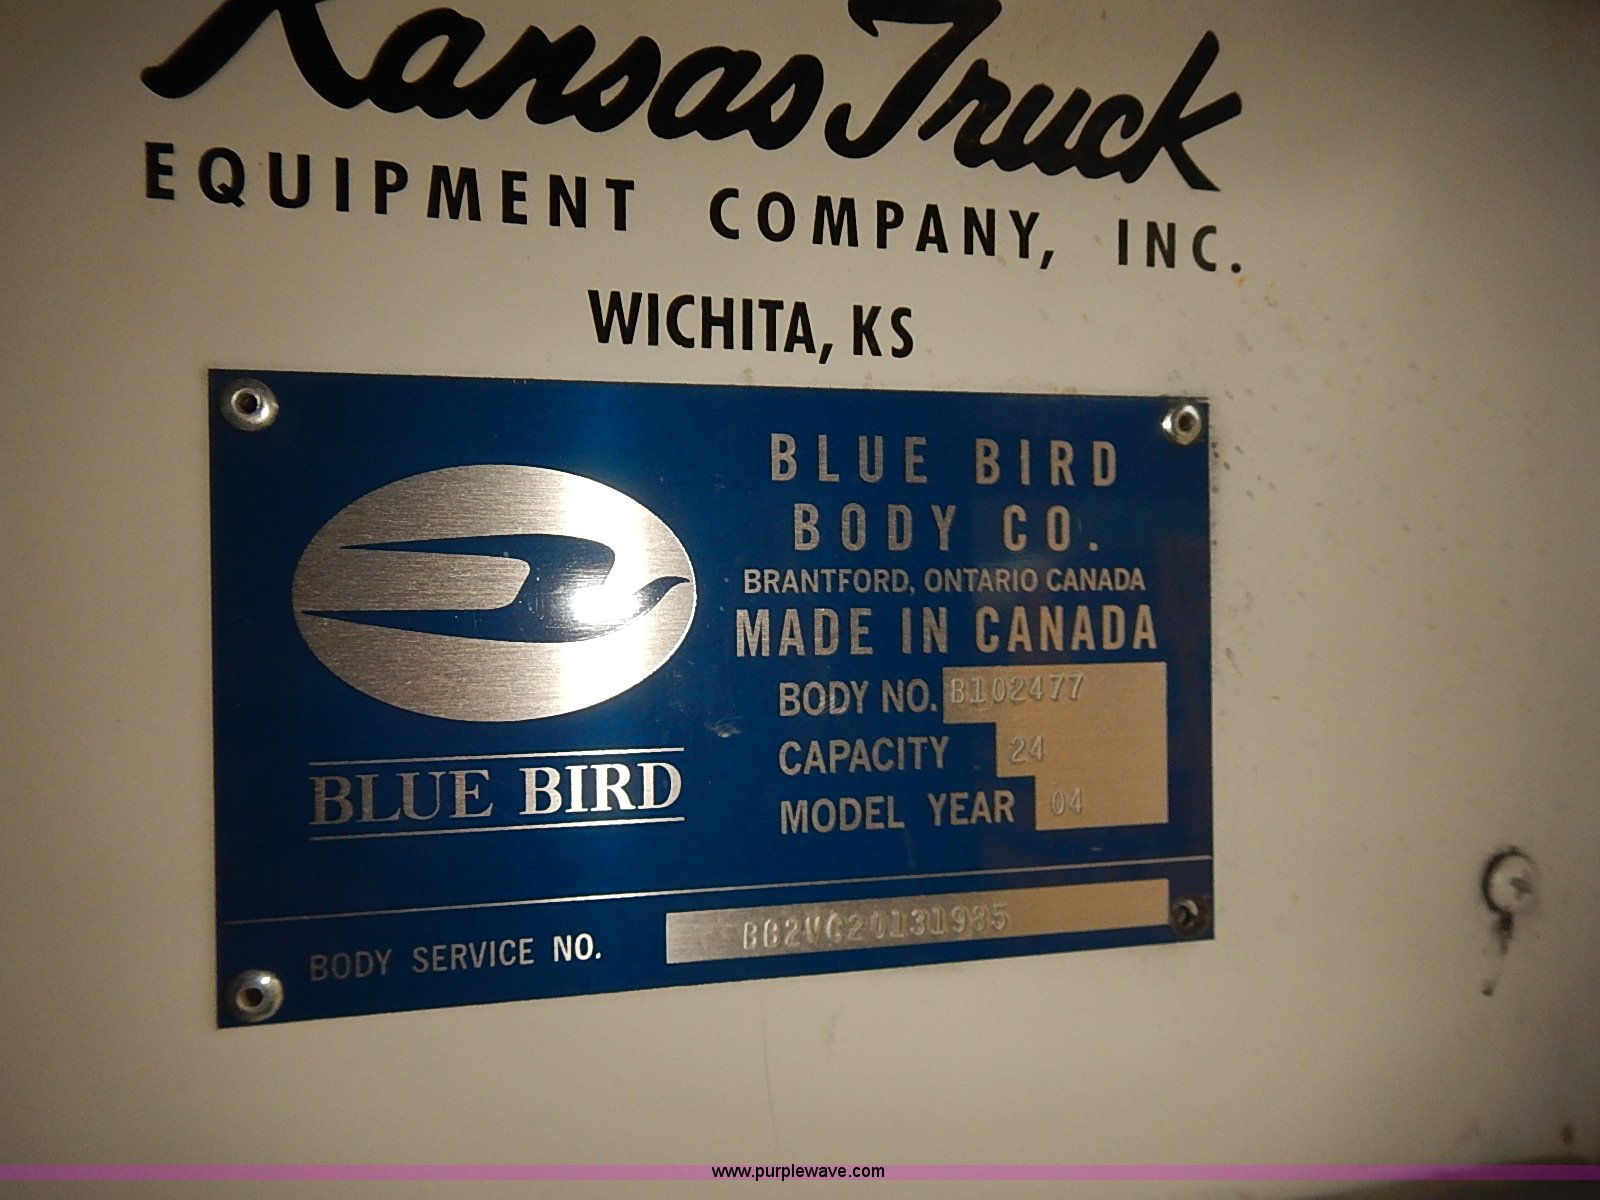 Kansas Truck
EQUIPMENT COMPANY, INC.
WICHITA, KS
BLUE BIRD
BODY CO.
BRANTFORD, ONTARIO CANADA
MADE IN CANADA
BODY NO. B102477
CAPACITY 24
MODEL YEAR 04
BLUE BIRD
BODY SERVICE NO.
www.purplewave.com